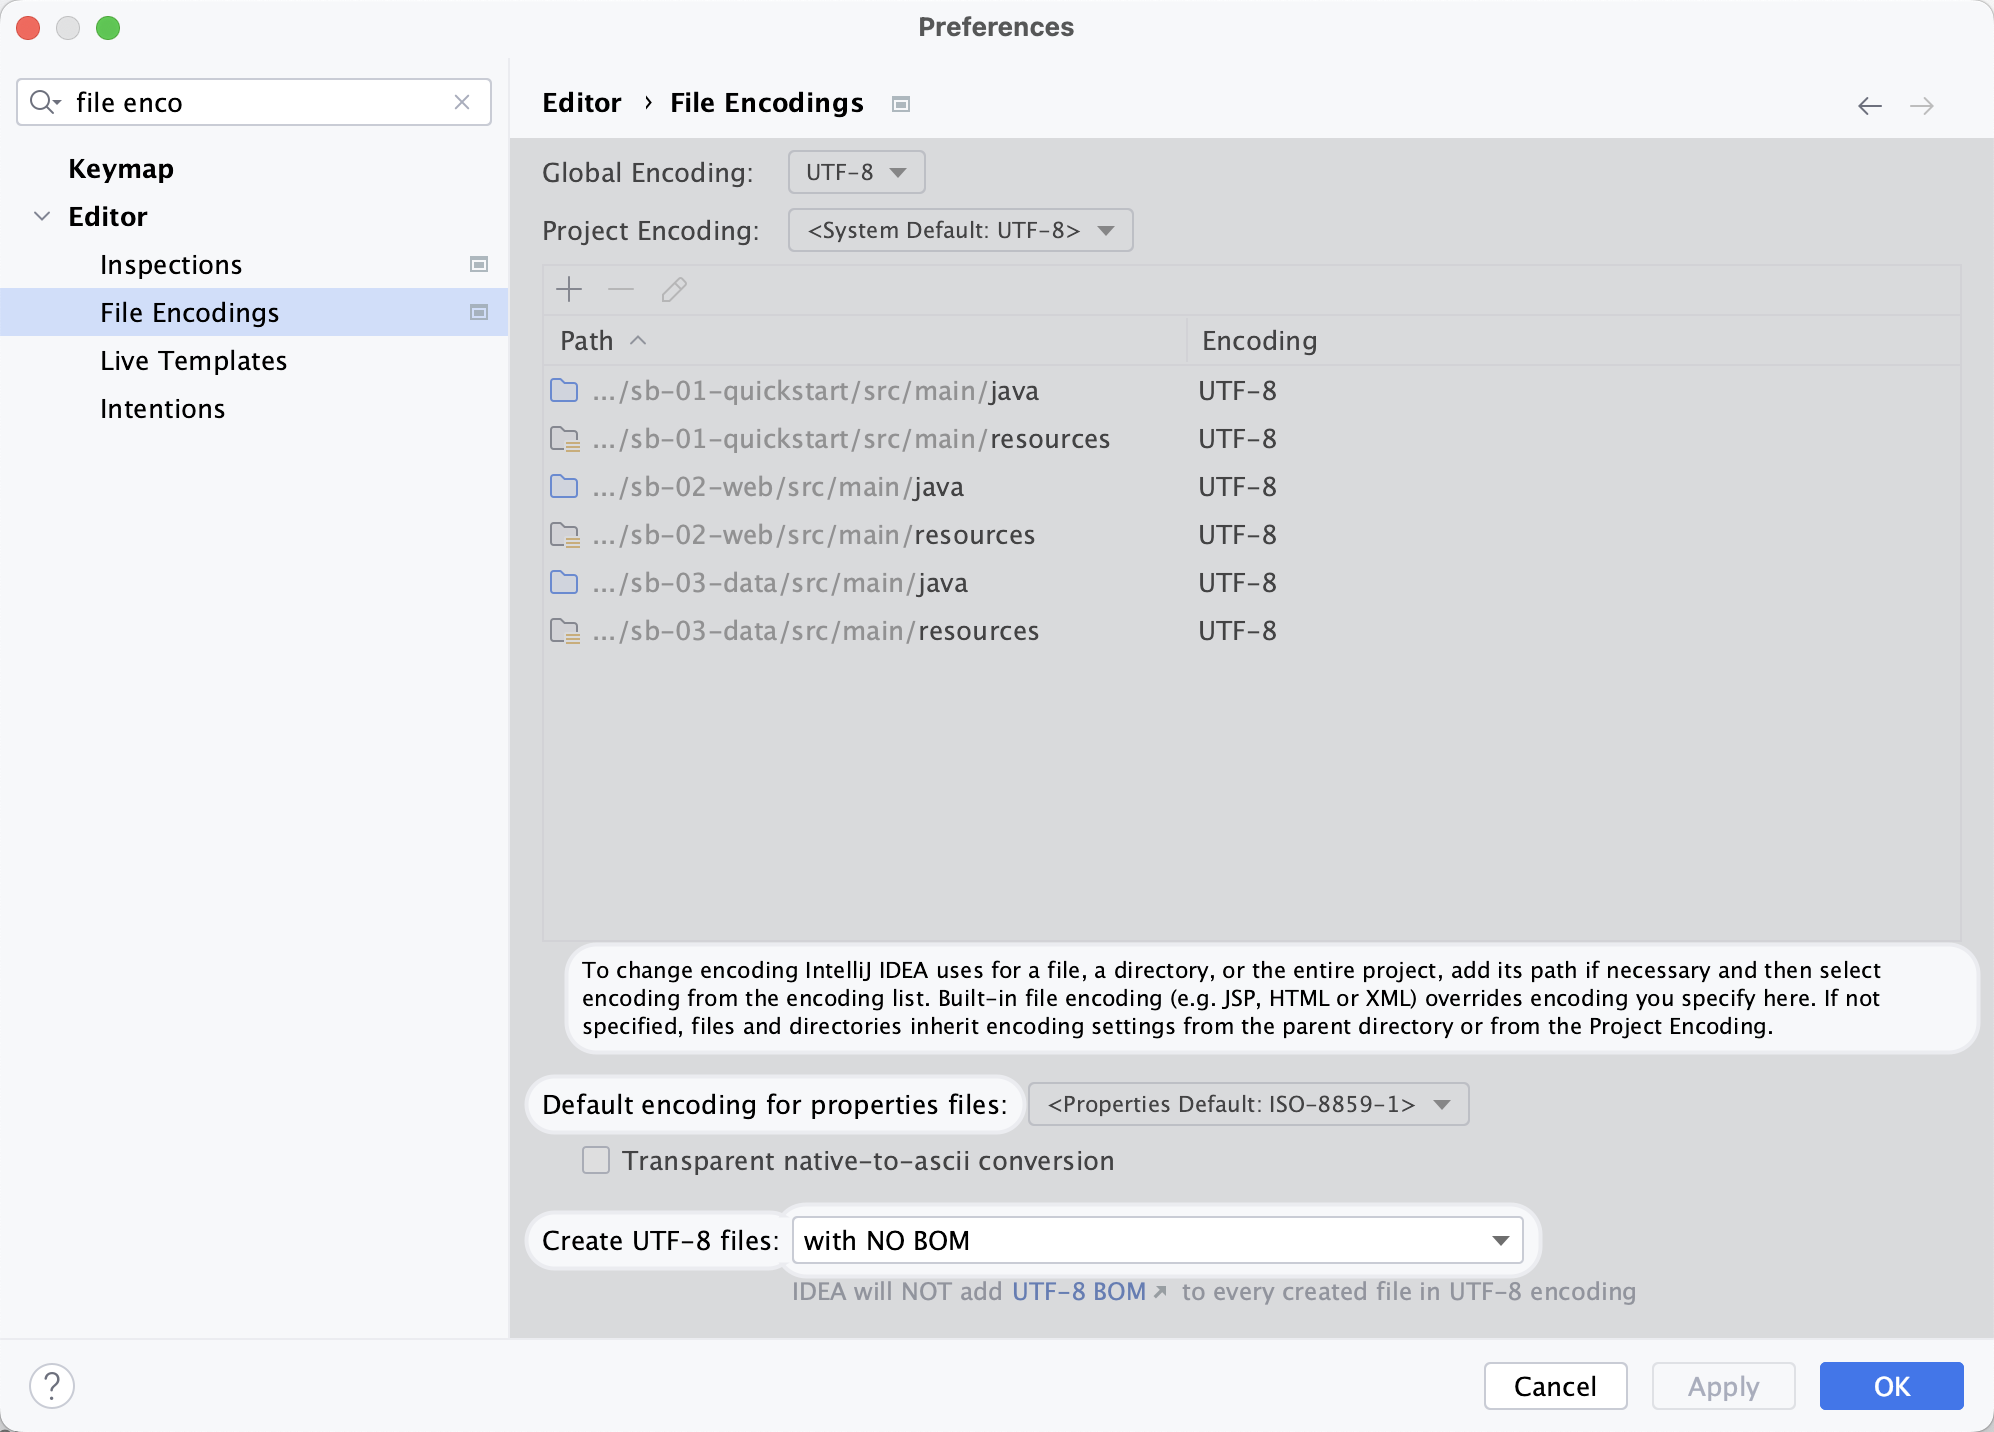 Preferences
file enco
Keymap
Editor
Inspections
File Encodings
Live Templates
Intentions
Editor › File Encodings
Global Encoding: UTF-8
Project Encoding: <System Default: UTF-8>
Path Encoding
.../sb-01-quickstart/src/main/java UTF-8
.../sb-01-quickstart/src/main/resources UTF-8
.../sb-02-web/src/main/java UTF-8
.../sb-02-web/src/main/resources UTF-8
.../sb-03-data/src/main/java UTF-8
.../sb-03-data/src/main/resources UTF-8
To change encoding IntelliJ IDEA uses for a file, a directory, or the entire project, add its path if necessary and then select
encoding from the encoding list. Built-in file encoding (e.g. JSP, HTML or XML) overrides encoding you specify here. If not
specified, files and directories inherit encoding settings from the parent directory or from the Project Encoding.
Default encoding for properties files: <Properties Default: ISO-8859-1>
Transparent native-to-ascii conversion
Create UTF-8 files: with NO BOM
IDEA will NOT add UTF-8 BOM ↗ to every created file in UTF-8 encoding
? Cancel Apply OK